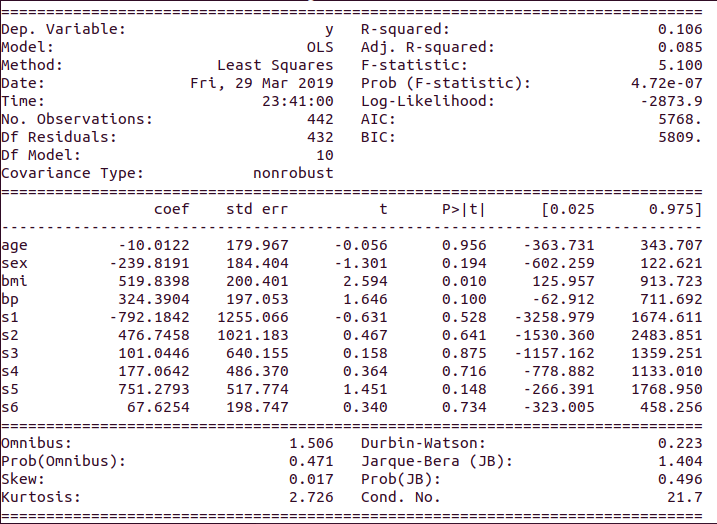 ==============================================================================
Dep. Variable:                      y   R-squared:                       0.106
Model:                            OLS   Adj. R-squared:                  0.085
Method:                 Least Squares   F-statistic:                     5.100
Date:                Fri, 29 Mar 2019   Prob (F-statistic):           4.72e-07
Time:                        23:41:00   Log-Likelihood:                -2873.9
No. Observations:                 442   AIC:                             5768.
Df Residuals:                     432   BIC:                             5809.
Df Model:                          10
Covariance Type:            nonrobust
==============================================================================
                 coef    std err          t      P>|t|      [0.025      0.975]
------------------------------------------------------------------------------
age          -10.0122    179.967     -0.056      0.956    -363.731     343.707
sex         -239.8191    184.404     -1.301      0.194    -602.259     122.621
bmi          519.8398    200.401      2.594      0.010     125.957     913.723
bp           324.3904    197.053      1.646      0.100     -62.912     711.692
s1          -792.1842   1255.066     -0.631      0.528   -3258.979    1674.611
s2           476.7458   1021.183      0.467      0.641   -1530.360    2483.851
s3           101.0446    640.155      0.158      0.875   -1157.162    1359.251
s4           177.0642    486.370      0.364      0.716    -778.882    1133.010
s5           751.2793    517.774      1.451      0.148    -266.391    1768.950
s6            67.6254    198.747      0.340      0.734    -323.005     458.256
==============================================================================
Omnibus:                        1.506   Durbin-Watson:                   0.223
Prob(Omnibus):                  0.471   Jarque-Bera (JB):                1.404
Skew:                           0.017   Prob(JB):                        0.496
Kurtosis:                       2.726   Cond. No.                         21.7
==============================================================================